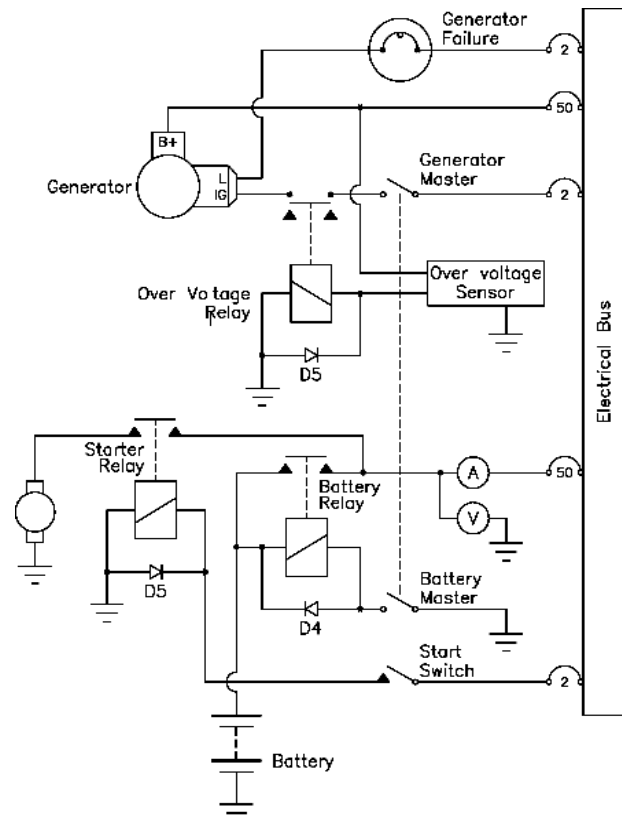 Generator
Failure
2
50
B+
L
IG
Generator
Generator
Master
2
Over voltage
Sensor
Over Voltage
Relay
D5
Electrical Bus
Starter
Relay
Battery
Relay
A
50
V
D5
D4
Battery
Master
Start
Switch
2
Battery